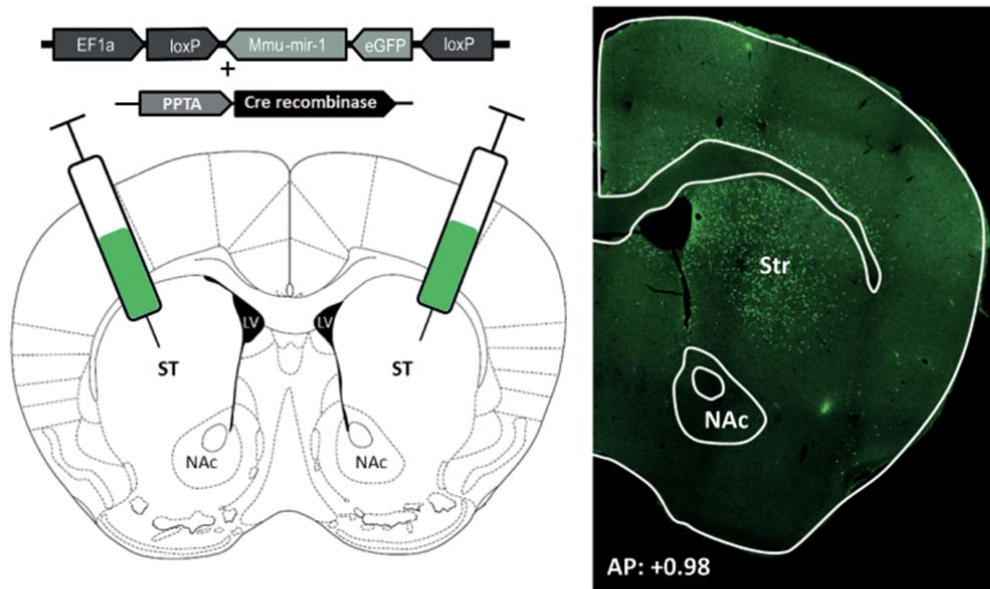 EF1a loxP Mmu-mir-1 eGFP loxP
+
PPTA Cre recombinase
LV LV
ST ST
NAc NAc
Str
NAc
AP: +0.98